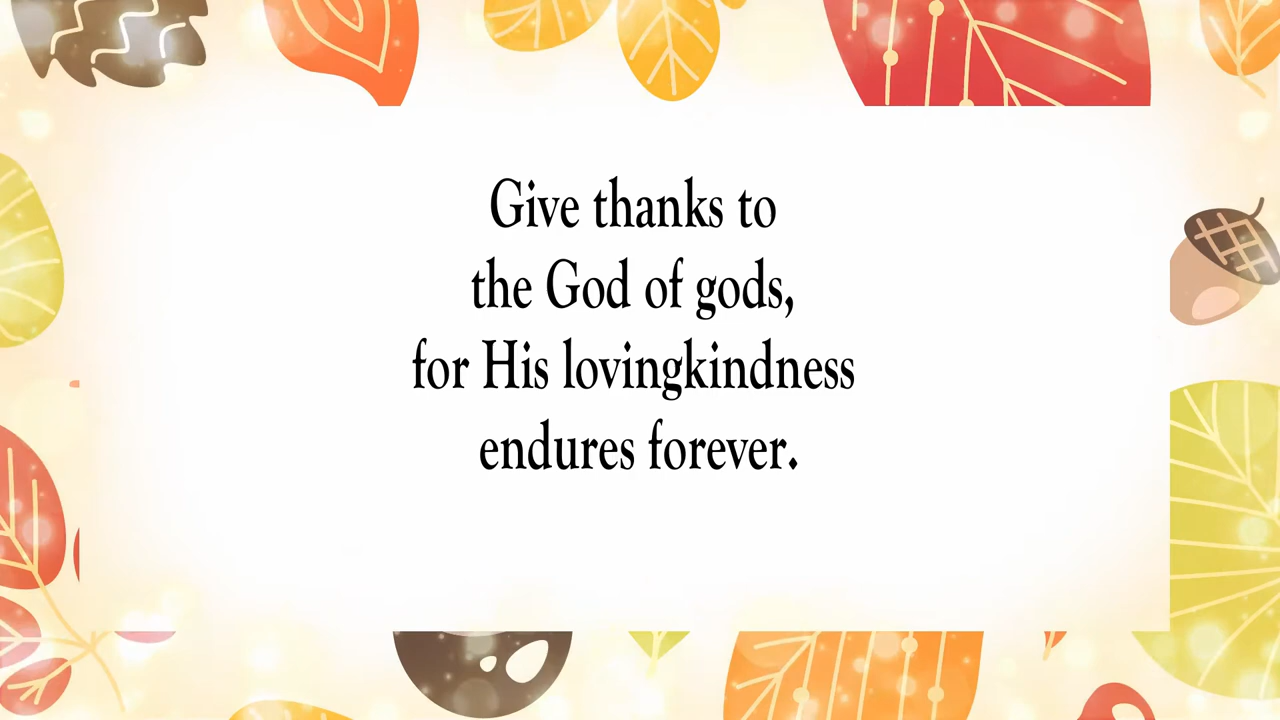 Give thanks to
the God of gods,
for His lovingkindness
endures forever.